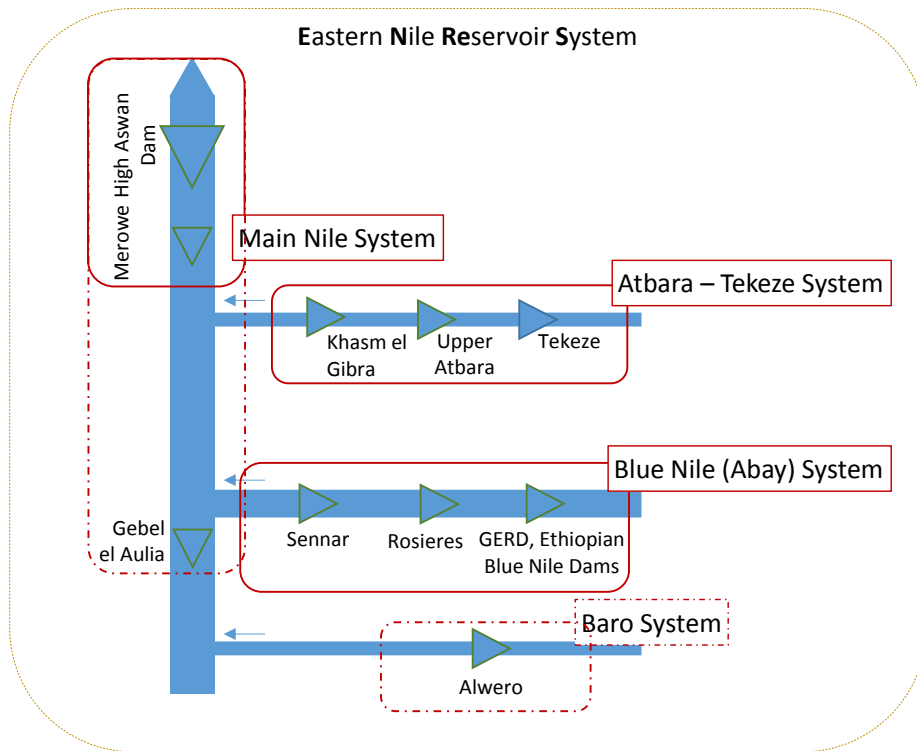 Eastern Nile Reservoir System
Merowe High Aswan
Dam
Main Nile System
Atbara – Tekeze System
Khasm el
Gibra
Upper
Atbara
Tekeze
Blue Nile (Abay) System
Gebel
el Aulia
Sennar
Rosieres
GERD, Ethiopian
Blue Nile Dams
Baro System
Alwero